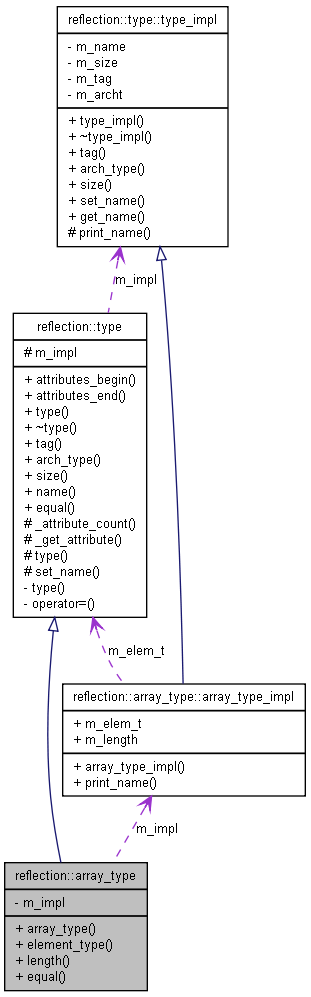 reflection::type::type_impl
- m_name
- m_size
- m_tag
- m_archt
+ type_impl()
+ ~type_impl()
+ tag()
+ arch_type()
+ size()
+ set_name()
+ get_name()
# print_name()
m_impl
reflection::type
# m_impl
+ attributes_begin()
+ attributes_end()
+ type()
+ ~type()
+ tag()
+ arch_type()
+ size()
+ name()
+ equal()
# _attribute_count()
# _get_attribute()
# type()
# set_name()
- type()
- operator=()
m_elem_t
reflection::array_type::array_type_impl
+ m_elem_t
+ m_length
+ array_type_impl()
+ print_name()
m_impl
reflection::array_type
- m_impl
+ array_type()
+ element_type()
+ length()
+ equal()